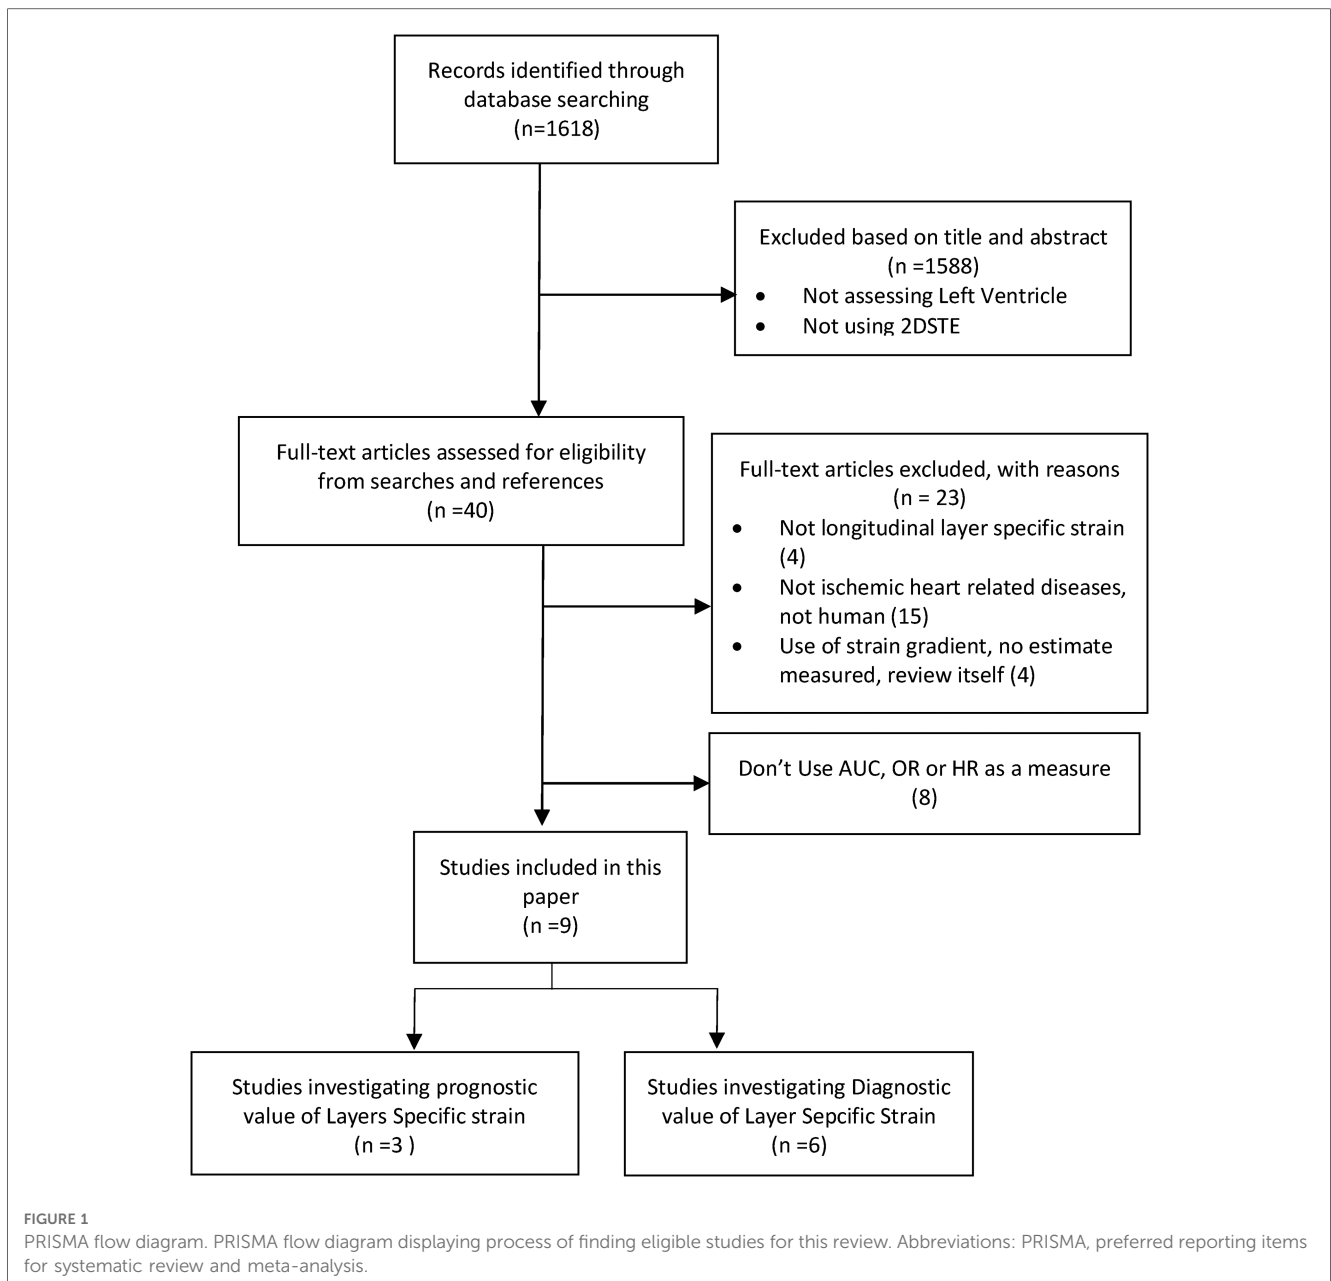 Records identified through
database searching
(n=1618)
Excluded based on title and abstract
(n =1588)
• Not assessing Left Ventricle
• Not using 2DSTE
Full-text articles assessed for eligibility
from searches and references
(n =40)
Full-text articles excluded, with reasons
(n = 23)
• Not longitudinal layer specific strain
(4)
• Not ischemic heart related diseases,
not human (15)
• Use of strain gradient, no estimate
measured, review itself (4)
Don’t Use AUC, OR or HR as a measure
(8)
Studies included in this
paper
(n =9)
Studies investigating prognostic
value of Layers Specific strain
(n =3 )
Studies investigating Diagnostic
value of Layer Sepcific Strain
(n =6)
FIGURE 1
PRISMA flow diagram. PRISMA flow diagram displaying process of finding eligible studies for this review. Abbreviations: PRISMA, preferred reporting items
for systematic review and meta-analysis.